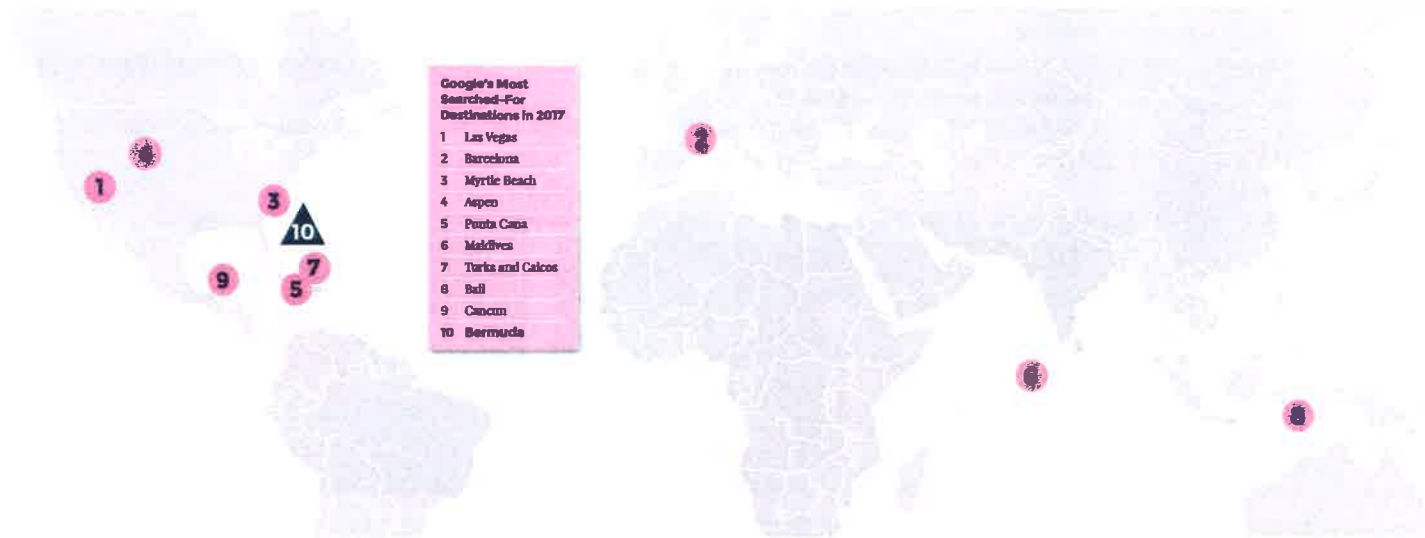 Google's Most
Searched-For
Destinations in 2017
1 Las Vegas
2 Barcelona
3 Myrtle Beach
4 Aspen
5 Punta Cana
6 Maldives
7 Turks and Caicos
8 Bali
9 Cancun
10 Bermuda
1
3
10
7
9
5